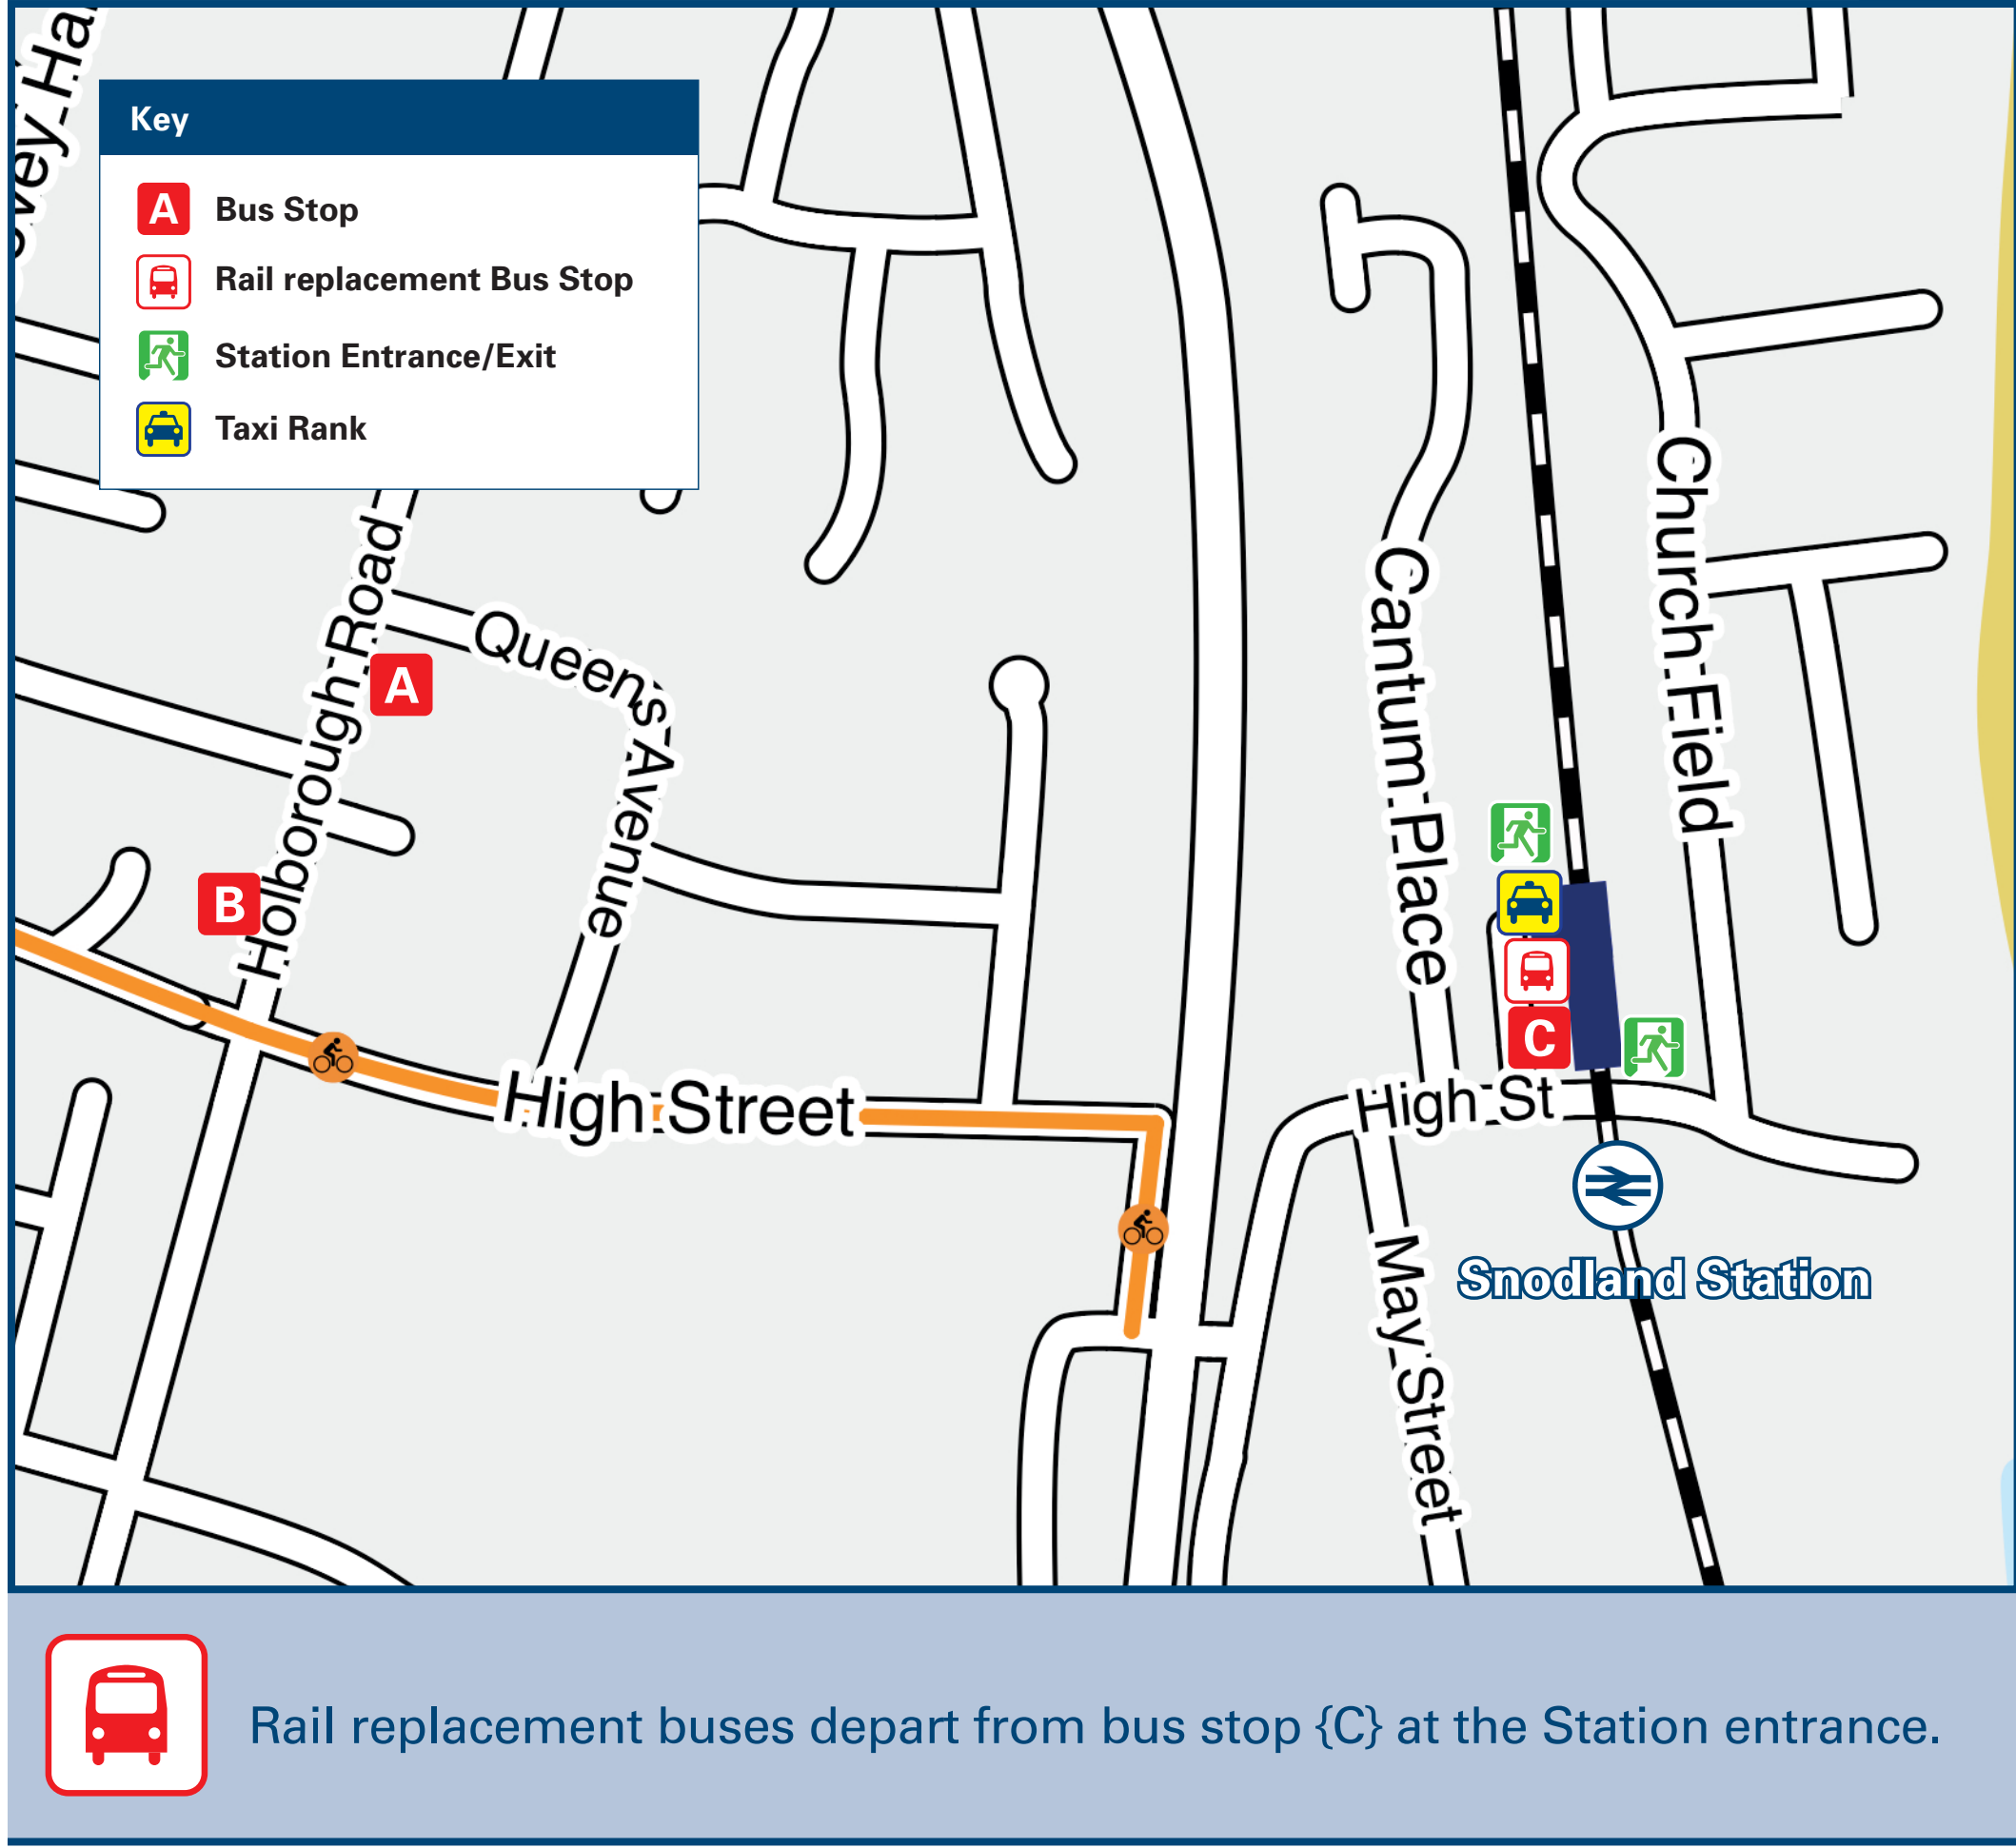 Key
A Bus Stop
Rail replacement Bus Stop
Station Entrance/Exit
Taxi Rank
Holborough Road
A
Queens Avenue
B
High Street
Cantum Place
Church Field
C
High St
May Street
Snodland Station
Rail replacement buses depart from bus stop {C} at the Station entrance.